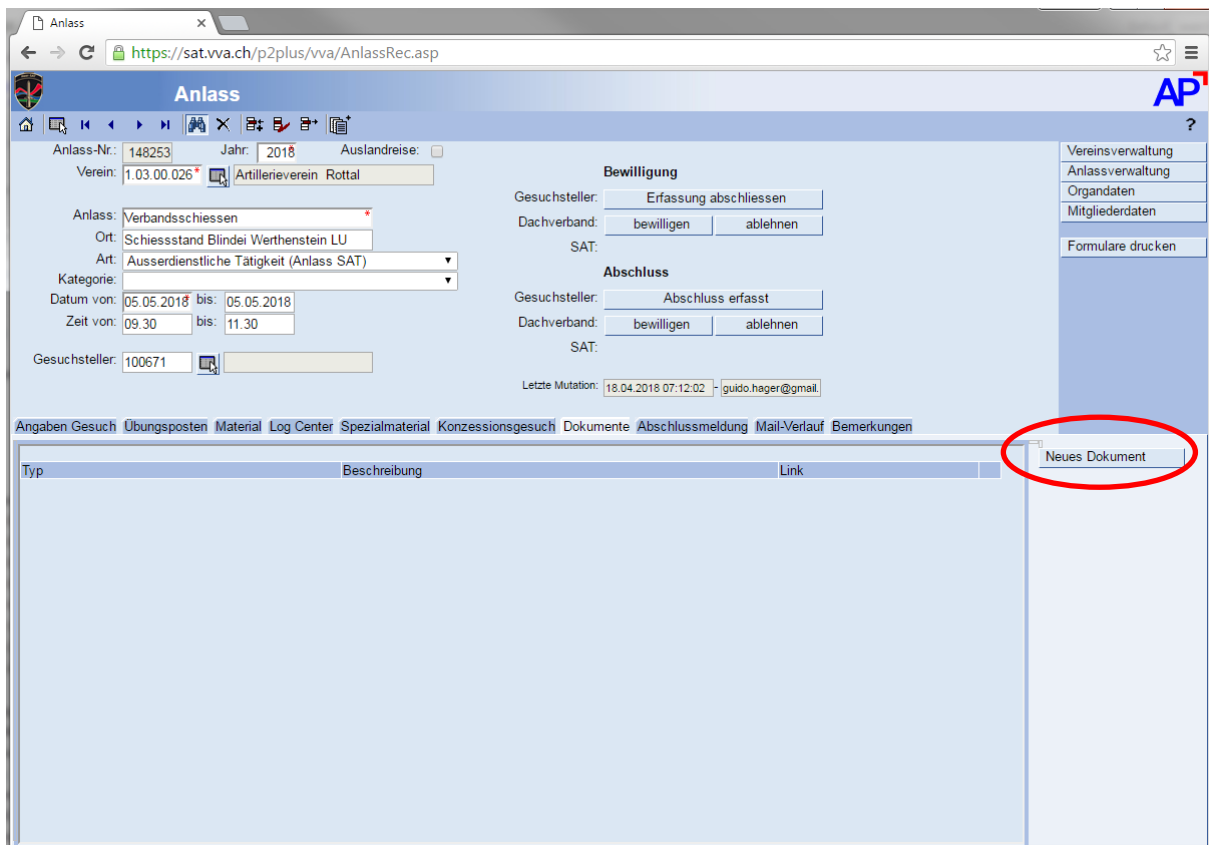 Anlass
https://sat.vva.ch/p2plus/vva/AnlassRec.asp
Anlass
AP
?
Anlass-Nr.: 148253 Jahr: 2018* Auslandreise:
Verein: 1.03.00.026* Artillerieverein Rottal
Anlass: Verbandsschiessen *
Ort: Schiessstand Blindei Werthenstein LU
Art: Ausserdienstliche Tätigkeit (Anlass SAT)
Kategorie:
Datum von: 05.05.2018* bis: 05.05.2018
Zeit von: 09.30 bis: 11.30
Gesuchsteller: 100671
Bewilligung
Gesuchsteller: Erfassung abschliessen
Dachverband: bewilligen ablehnen
SAT:
Abschluss
Gesuchsteller: Abschluss erfasst
Dachverband: bewilligen ablehnen
SAT:
Letzte Mutation: 18.04.2018 07:12:02 - guido.hager@gmail.
Vereinsverwaltung
Anlassverwaltung
Organdaten
Mitgliederdaten
Formulare drucken
Angaben Gesuch Übungsposten Material Log Center Spezialmaterial Konzessionsgesuch Dokumente Abschlussmeldung Mail-Verlauf Bemerkungen
Typ Beschreibung Link
Neues Dokument